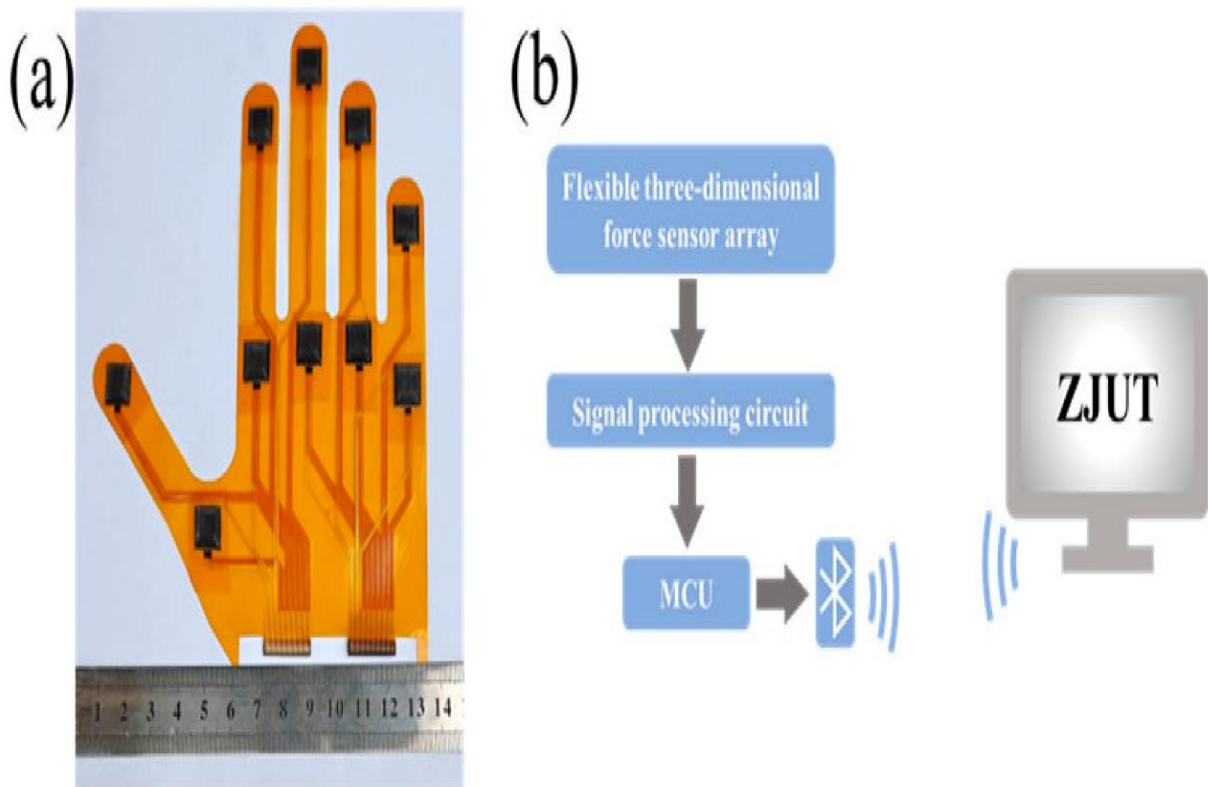 (a)
1 2 3 4 5 6 7 8 9 10 11 12 13 14
(b)
Flexible three-dimensional
force sensor array
Signal processing circuit
MCU
ZJUT